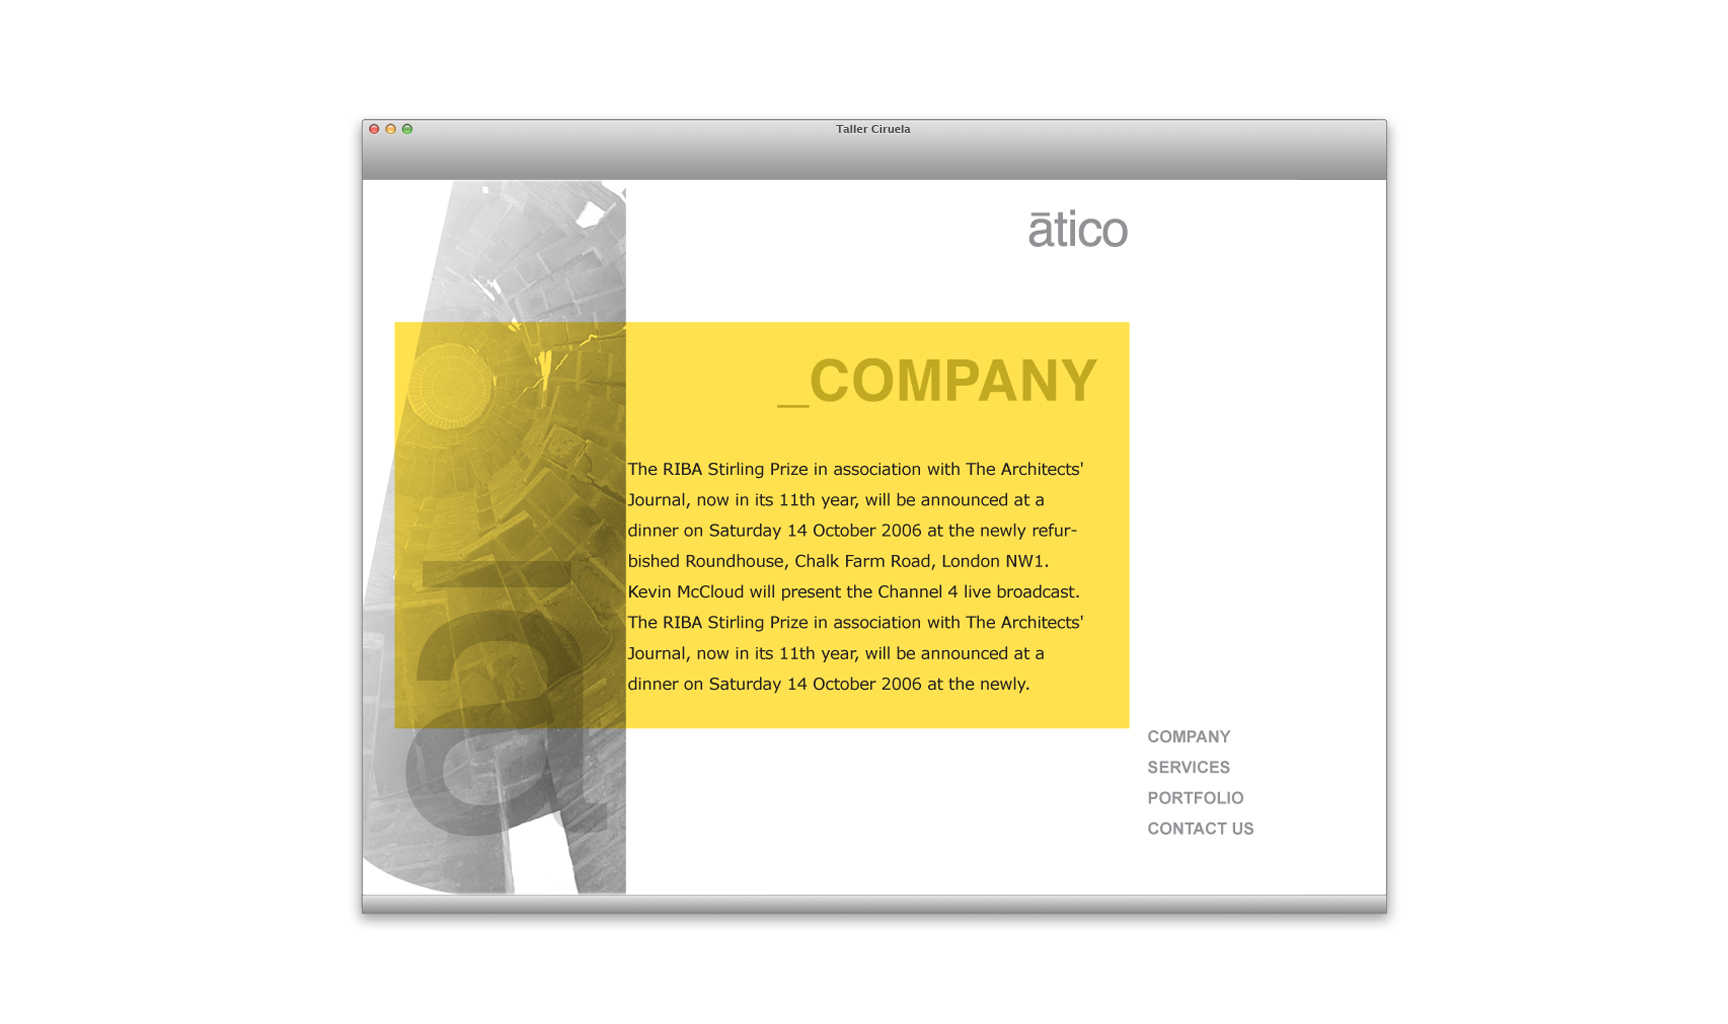 Taller Ciruela
ātico
_COMPANY
The RIBA Stirling Prize in association with The Architects'
Journal, now in its 11th year, will be announced at a
dinner on Saturday 14 October 2006 at the newly refur-
bished Roundhouse, Chalk Farm Road, London NW1.
Kevin McCloud will present the Channel 4 live broadcast.
The RIBA Stirling Prize in association with The Architects'
Journal, now in its 11th year, will be announced at a
dinner on Saturday 14 October 2006 at the newly.
ā
COMPANY
SERVICES
PORTFOLIO
CONTACT US